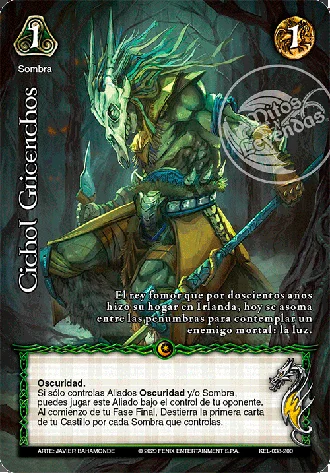 1
1
Sombra
Mitos y
Leyendas
Cichol Gricenchos
El rey fomor que por doscientos años
hizo su hogar en Irlanda, hoy se asoma
entre las penumbras para contemplar un
enemigo mortal: la luz.
Oscuridad.
Si sólo controlas Aliados Oscuridad y/o Sombra,
puedes jugar este Aliado bajo el control de tu oponente.
Al comienzo de tu Fase Final, Destierra la primera carta
de tu Castillo por cada Sombra que controlas.
ARTE: JAVIER BAHAMONDE
© 2020 FENIX ENTERTAINMENT S.P.A.